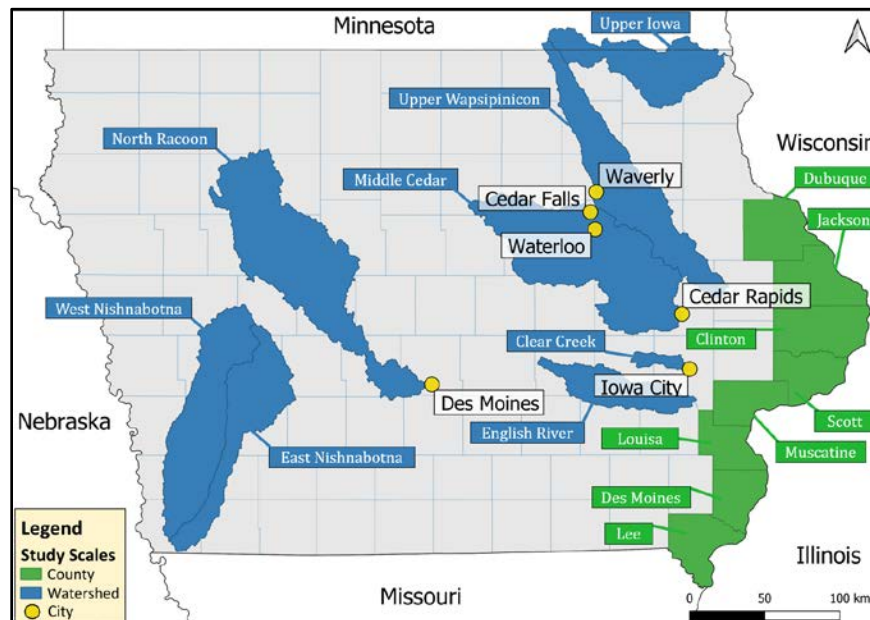 Minnesota
Upper Iowa
Upper Wapsipinicon
North Racoon
Wisconsin
Middle Cedar
Waverly
Dubuque
Cedar Falls
Jackson
Waterloo
West Nishnabotna
Cedar Rapids
Clinton
Clear Creek
Iowa City
Des Moines
Nebraska
English River
Scott
Louisa
Muscatine
East Nishnabotna
Des Moines
Lee
Illinois
Missouri
Legend
Study Scales
County
Watershed
City
0 50 100 km